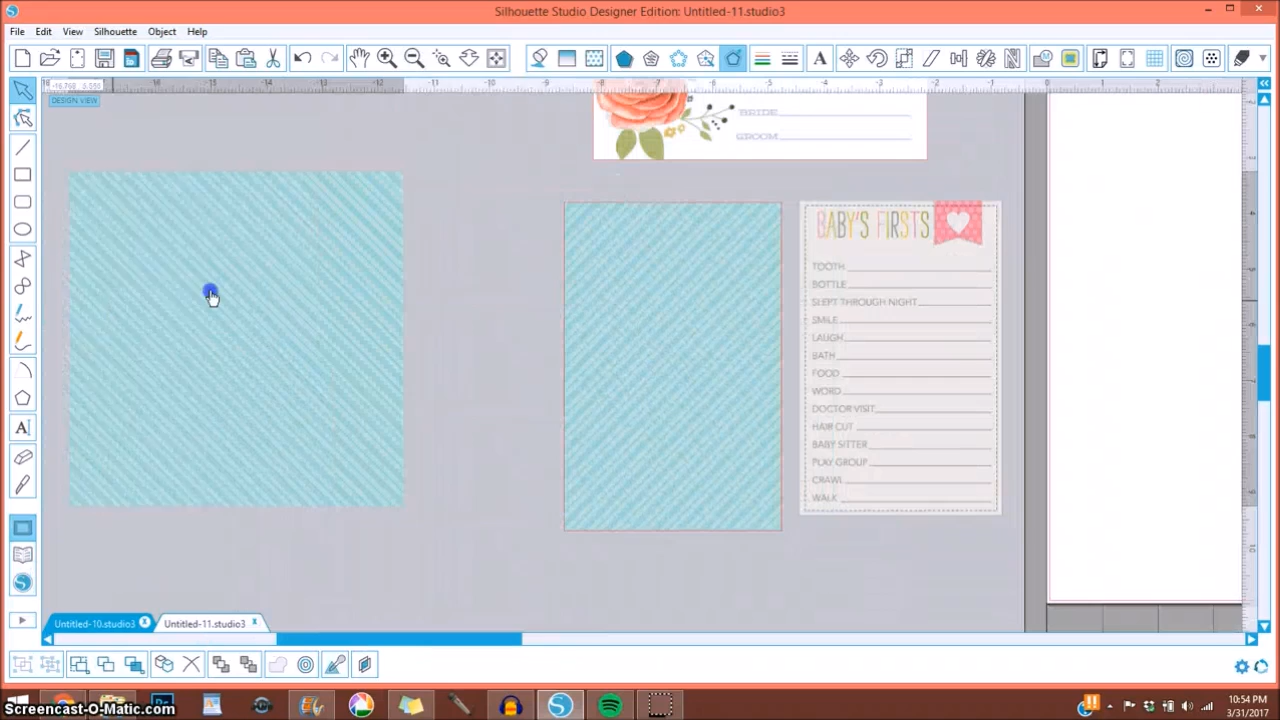 Silhouette Studio Designer Edition: Untitled-11.studio3
File Edit View Silhouette Object Help
DESIGN VIEW
BRIDE
GROOM
BABY'S FIRSTS
TOOTH
BOTTLE
SLEPT THROUGH NIGHT
SMILE
LAUGH
BATH
FOOD
WORD
DOCTOR VISIT
HAIR CUT
BABY SITTER
PLAY GROUP
CRAWL
WALK
Untitled-10.studio3 Untitled-11.studio3
Screencast-O-Matic.com
10:54 PM
3/31/2017